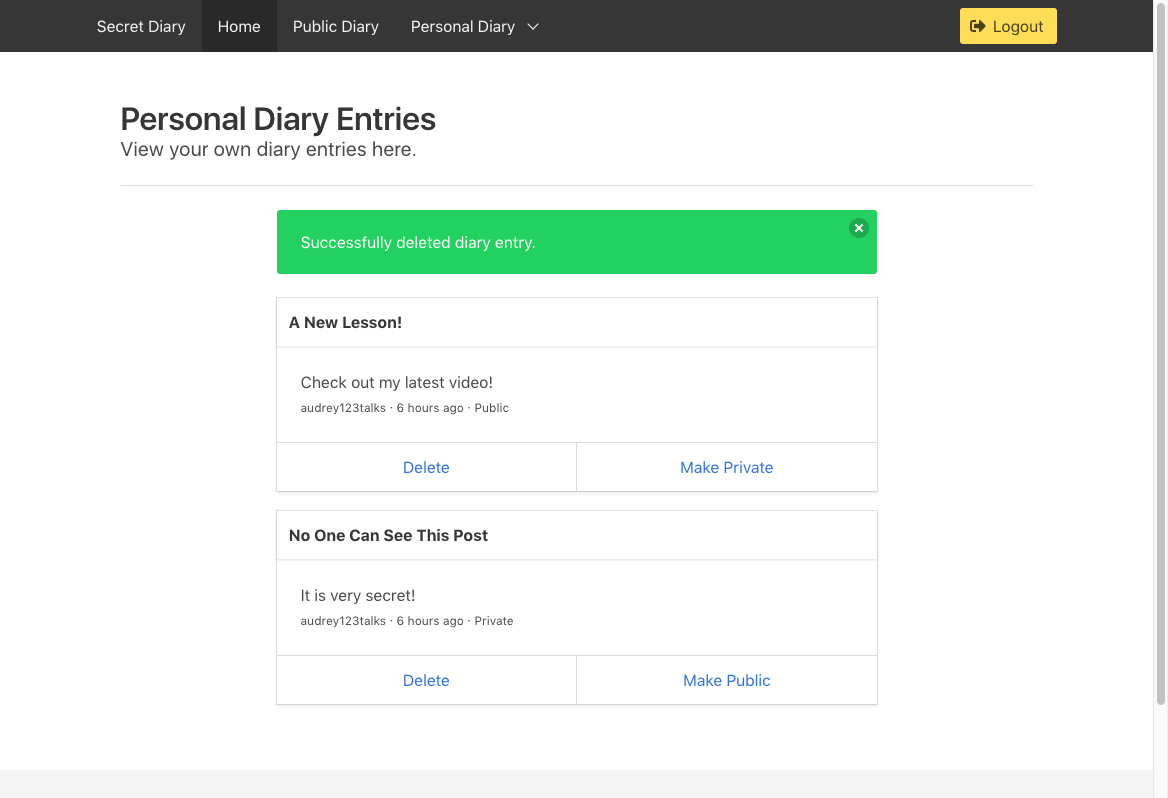 Secret Diary Home Public Diary Personal Diary Logout
Personal Diary Entries
View your own diary entries here.
Successfully deleted diary entry.
A New Lesson!
Check out my latest video!
audrey123talks · 6 hours ago · Public
Delete Make Private
No One Can See This Post
It is very secret!
audrey123talks · 6 hours ago · Private
Delete Make Public